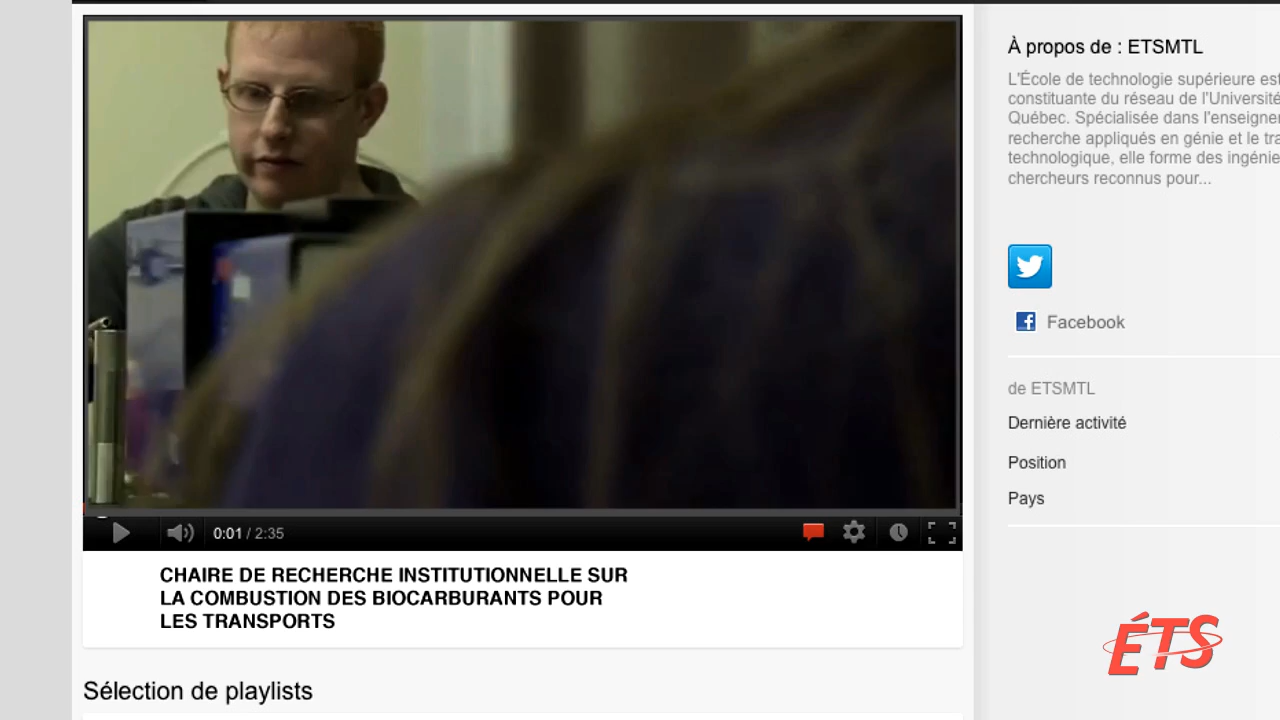 0:01 / 2:35
CHAIRE DE RECHERCHE INSTITUTIONNELLE SUR
LA COMBUSTION DES BIOCARBURANTS POUR
LES TRANSPORTS
Sélection de playlists
À propos de : ETSMTL
L'École de technologie supérieure est
constituante du réseau de l'Université
Québec. Spécialisée dans l'enseigner
recherche appliqués en génie et le tra
technologique, elle forme des ingénie
chercheurs reconnus pour...
Facebook
de ETSMTL
Dernière activité
Position
Pays
ÉTS